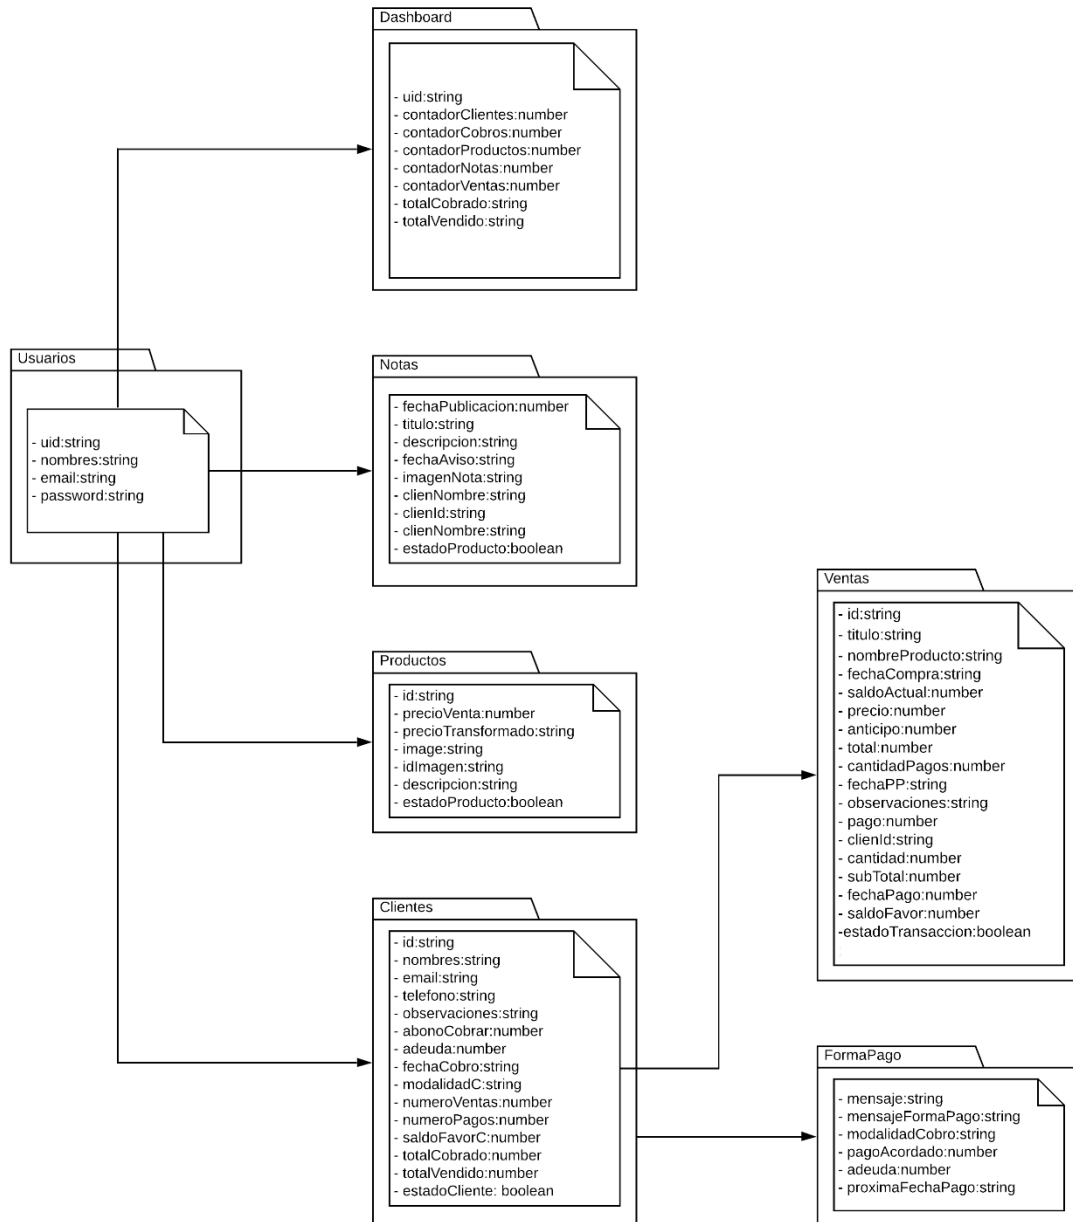 Dashboard
- uid:string
- contadorClientes:number
- contadorCobros:number
- contadorProductos:number
- contadorNotas:number
- contadorVentas:number
- totalCobrado:string
- totalVendido:string
Usuarios
- uid:string
- nombres:string
- email:string
- password:string
Notas
- fechaPublicacion:number
- titulo:string
- descripcion:string
- fechaAviso:string
- imagenNota:string
- clienNombre:string
- clienId:string
- clienNombre:string
- estadoProducto:boolean
Productos
- id:string
- precioVenta:number
- precioTransformado:string
- image:string
- idImagen:string
- descripcion:string
- estadoProducto:boolean
Clientes
- id:string
- nombres:string
- email:string
- telefono:string
- observaciones:string
- abonoCobrar:number
- adeuda:number
- fechaCobro:string
- modalidadC:string
- numeroVentas:number
- numeroPagos:number
- saldoFavorC:number
- totalCobrado:number
- totalVendido:number
- estadoCliente: boolean
Ventas
- id:string
- titulo:string
- nombreProducto:string
- fechaCompra:string
- saldoActual:number
- precio:number
- anticipo:number
- total:number
- cantidadPagos:number
- fechaPP:string
- observaciones:string
- pago:number
- clienId:string
- cantidad:number
- subTotal:number
- fechaPago:number
- saldoFavor:number
-estadoTransaccion:boolean
FormaPago
- mensaje:string
- mensajeFormaPago:string
- modalidadCobro:string
- pagoAcordado:number
- adeuda:number
- proximaFechaPago:string